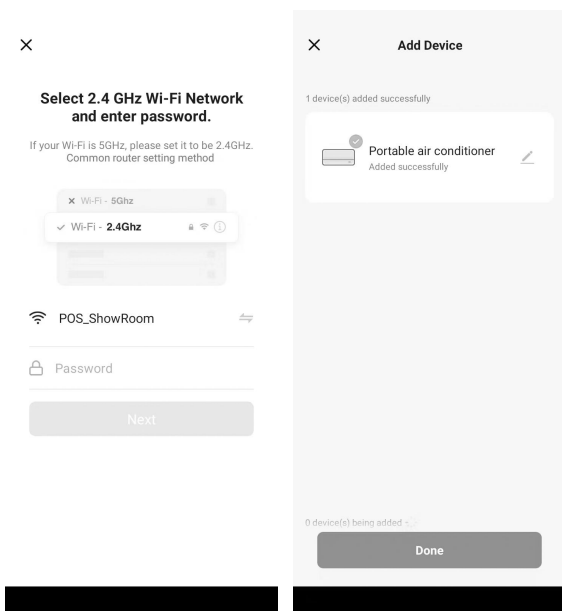 Select 2.4 GHz Wi-Fi Network
and enter password.
If your Wi-Fi is 5GHz, please set it to be 2.4GHz.
Common router setting method
Wi-Fi - 5Ghz
Wi-Fi - 2.4Ghz
POS_ShowRoom
Password
Next
Add Device
1 device(s) added successfully
Portable air conditioner
Added successfully
0 device(s) being added
Done